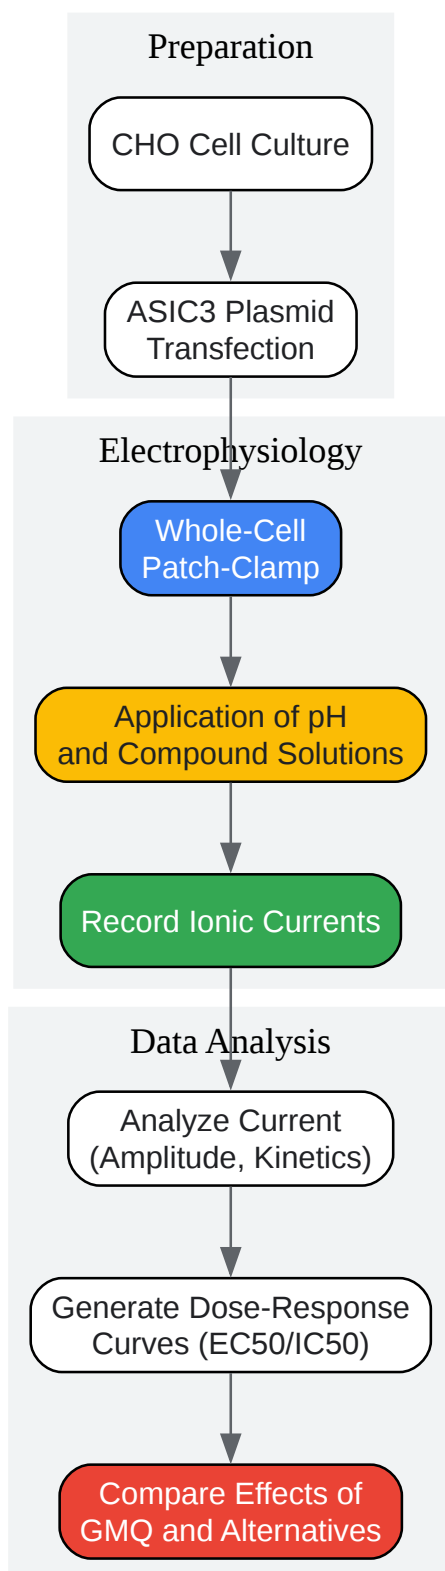 Preparation
CHO Cell Culture
ASIC3 Plasmid
Transfection
Electrophysiology
Whole-Cell
Patch-Clamp
Application of pH
and Compound Solutions
Record Ionic Currents
Data Analysis
Analyze Current
(Amplitude, Kinetics)
Generate Dose-Response
Curves (EC50/IC50)
Compare Effects of
GMQ and Alternatives